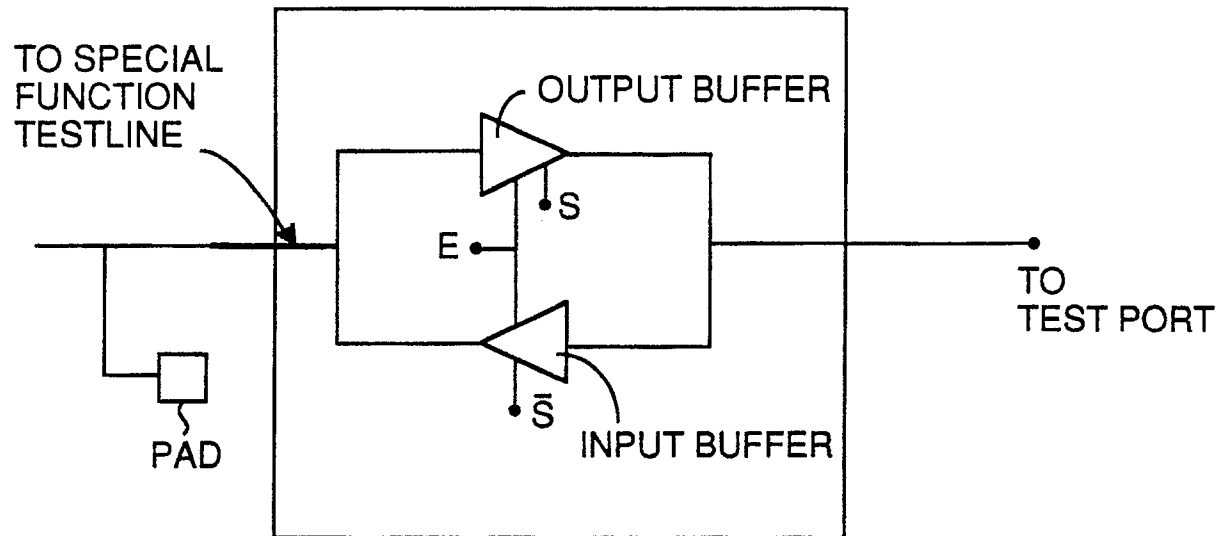 TO SPECIAL
FUNCTION
TESTLINE
OUTPUT BUFFER
S
E
TO
TEST PORT
S̄
INPUT BUFFER
PAD